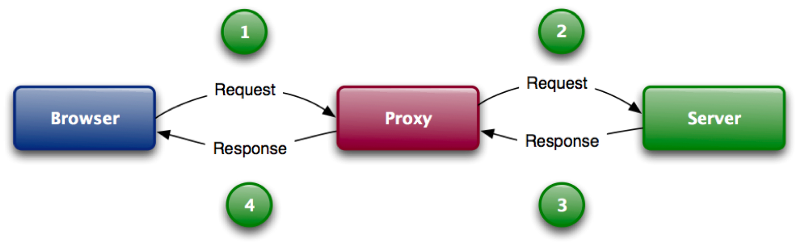 1
2
Request
Request
Browser
Proxy
Server
Response
Response
4
3